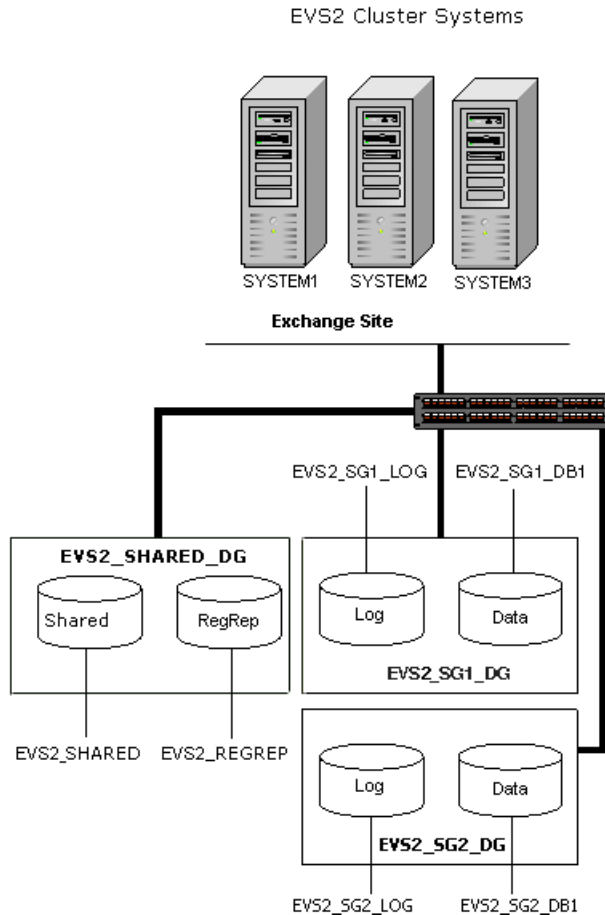 EVS2 Cluster Systems
SYSTEM1 SYSTEM2 SYSTEM3
Exchange Site
EVS2_SG1_LOG EVS2_SG1_DB1
EVS2_SHARED_DG
Shared RegRep
Log Data
EVS2_SG1_DG
EVS2_SHARED EVS2_REGREP
Log Data
EVS2_SG2_DG
EVS2_SG2_LOG EVS2_SG2_DB1